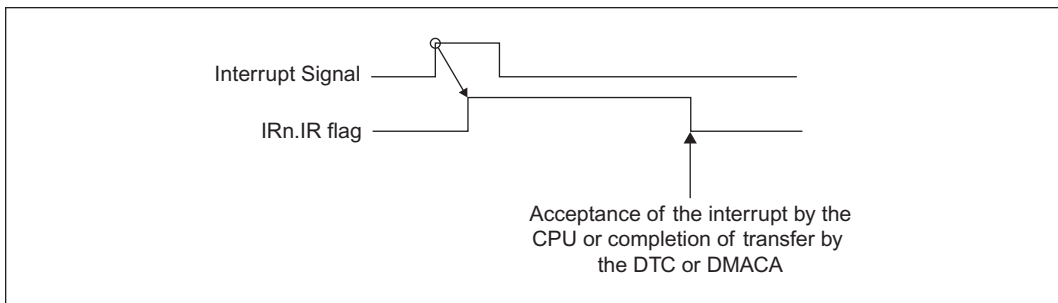 Interrupt Signal
IRn.IR flag
Acceptance of the interrupt by the
CPU or completion of transfer by
the DTC or DMACA